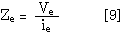 Zₑ = Vₑ / iₑ [9]